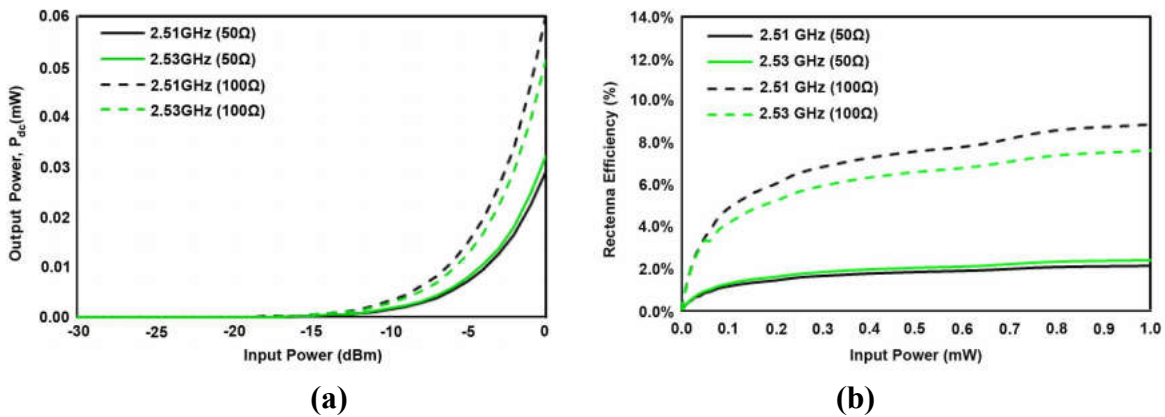 0.06
0.05
0.04
0.03
0.02
0.01
0.00
Output Power, Pdc(mW)
2.51GHz (50Ω)
2.53GHz (50Ω)
2.51GHz (100Ω)
2.53GHz (100Ω)
-30 -25 -20 -15 -10 -5 0
Input Power (dBm)
(a)
14.0%
12.0%
10.0%
8.0%
6.0%
4.0%
2.0%
0.0%
Rectenna Efficiency (%)
2.51 GHz (50Ω)
2.53 GHz (50Ω)
2.51 GHz (100Ω)
2.53 GHz (100Ω)
0.0 0.1 0.2 0.3 0.4 0.5 0.6 0.7 0.8 0.9 1.0
Input Power (mW)
(b)